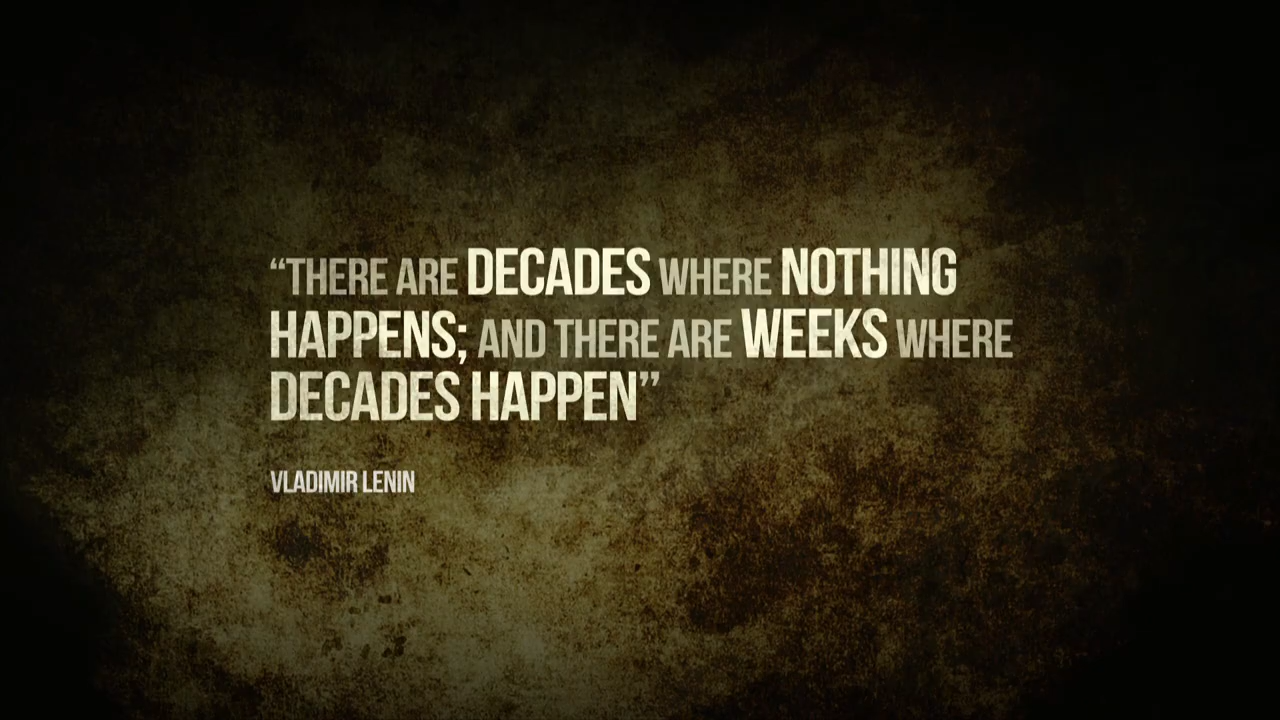 “THERE ARE DECADES WHERE NOTHING
HAPPENS; AND THERE ARE WEEKS WHERE
DECADES HAPPEN”
VLADIMIR LENIN